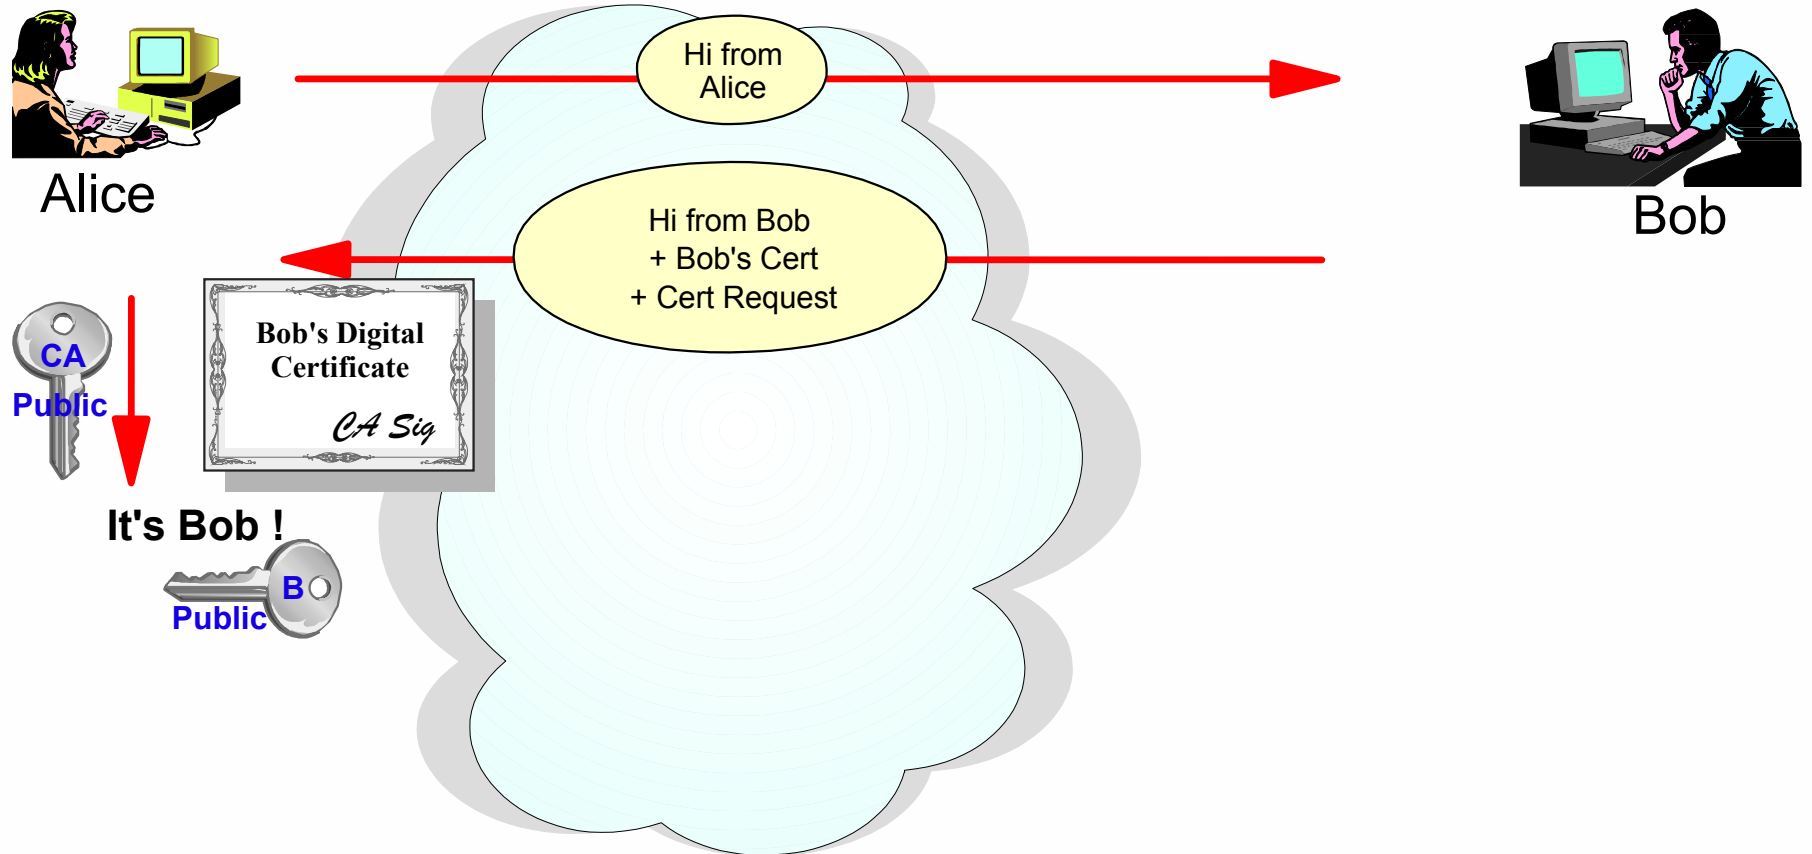 Hi from
Alice
Alice
Bob
Hi from Bob
+ Bob's Cert
+ Cert Request
Bob's Digital
Certificate
CA Sig
CA
Public
It's Bob !
B
Public